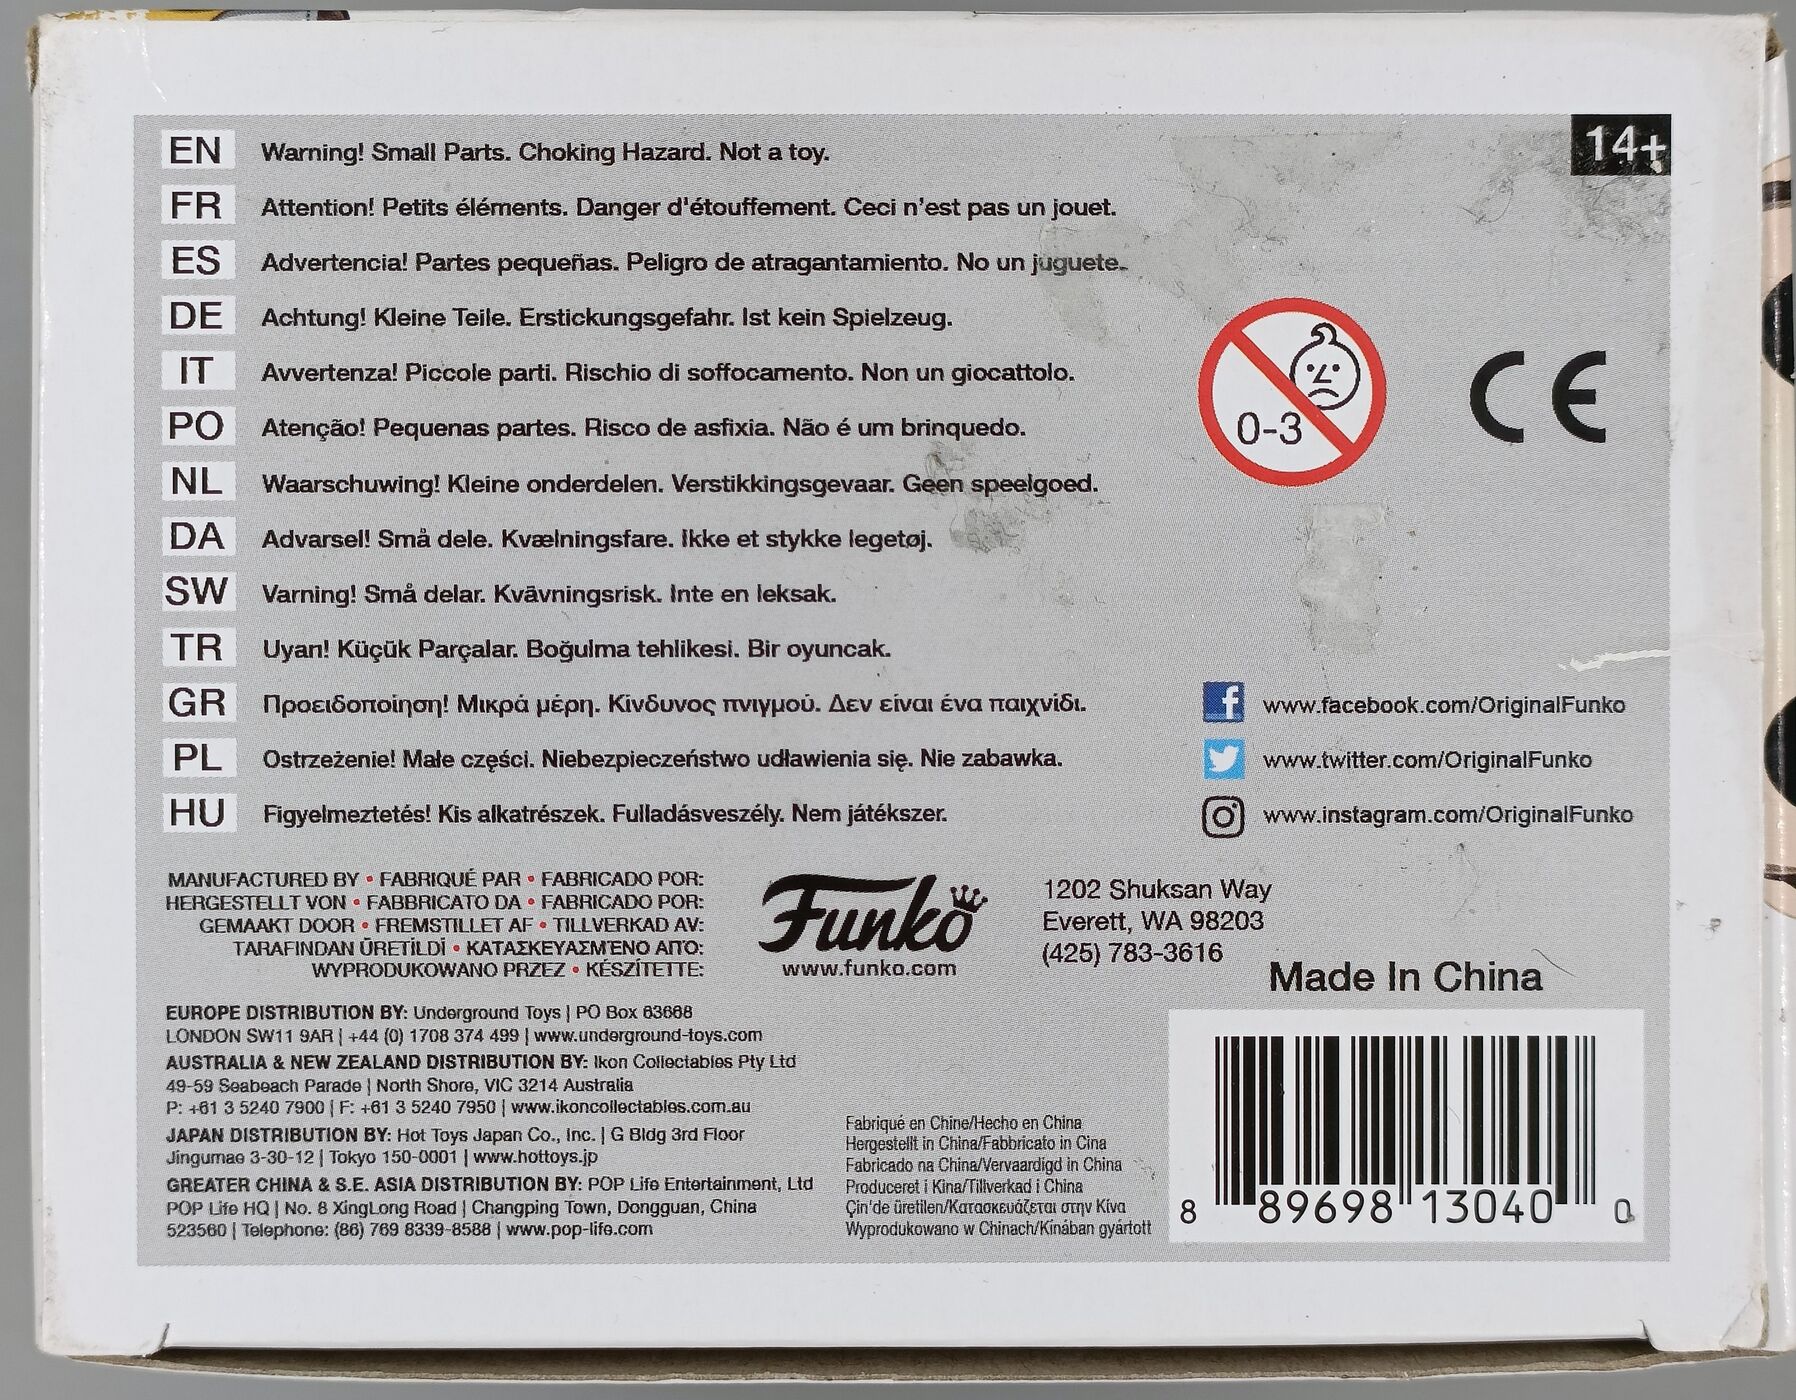 14+
EN Warning! Small Parts. Choking Hazard. Not a toy.
FR Attention! Petits éléments. Danger d'étouffement. Ceci n'est pas un jouet.
ES Advertencia! Partes pequeñas. Peligro de atragantamiento. No un juguete.
DE Achtung! Kleine Teile. Erstickungsgefahr. Ist kein Spielzeug.
IT Avvertenza! Piccole parti. Rischio di soffocamento. Non un giocattolo.
PO Atenção! Pequenas partes. Risco de asfixia. Não é um brinquedo.
NL Waarschuwing! Kleine onderdelen. Verstikkingsgevaar. Geen speelgoed.
DA Advarsel! Små dele. Kvælningsfare. Ikke et stykke legetøj.
SW Varning! Små delar. Kvävningsrisk. Inte en leksak.
TR Uyan! Küçük Parçalar. Boğulma tehlikesi. Bir oyuncak.
GR Προειδοποίηση! Μικρά μέρη. Κίνδυνος πνιγμού. Δεν είναι ένα παιχνίδι.
PL Ostrzeżenie! Małe części. Niebezpieczeństwo udławienia się. Nie zabawka.
HU Figyelmeztetés! Kis alkatrészek. Fulladásveszély. Nem játékszer.
0-3
CE
www.facebook.com/OriginalFunko
www.twitter.com/OriginalFunko
www.instagram.com/OriginalFunko
MANUFACTURED BY • FABRIQUÉ PAR • FABRICADO POR:
HERGESTELLT VON • FABBRICATO DA • FABRICADO POR:
GEMAAKT DOOR • FREMSTILLET AF • TILLVERKAD AV:
TARAFINDAN ÜRETİLDİ • ΚΑΤΑΣΚΕΥΑΣΜΈΝΟ ΑΠΌ:
WYPRODUKOWANO PRZEZ • KÉSZÍTETTE:
Funko
www.funko.com
1202 Shuksan Way
Everett, WA 98203
(425) 783-3616
Made In China
EUROPE DISTRIBUTION BY: Underground Toys | PO Box 63668
LONDON SW11 9AR | +44 (0) 1708 374 499 | www.underground-toys.com
AUSTRALIA & NEW ZEALAND DISTRIBUTION BY: Ikon Collectables Pty Ltd
49-59 Seabeach Parade | North Shore, VIC 3214 Australia
P: +61 3 5240 7900 | F: +61 3 5240 7950 | www.ikoncollectables.com.au
JAPAN DISTRIBUTION BY: Hot Toys Japan Co., Inc. | G Bldg 3rd Floor
Jingumae 3-30-12 | Tokyo 150-0001 | www.hottoys.jp
GREATER CHINA & S.E. ASIA DISTRIBUTION BY: POP Life Entertainment, Ltd
POP Life HQ | No. 8 XingLong Road | Changping Town, Dongguan, China
523560 | Telephone: (86) 769 8339-8588 | www.pop-life.com
Fabriqué en Chine/Hecho en China
Hergestellt in China/Fabbricato in Cina
Fabricado na China/Vervaardigd in China
Produceret i Kina/Tillverkad i China
Çin'de üretilen/Κατασκευάζεται στην Κίνα
Wyprodukowano w Chinach/Kínában gyártott
8 89698 13040 0